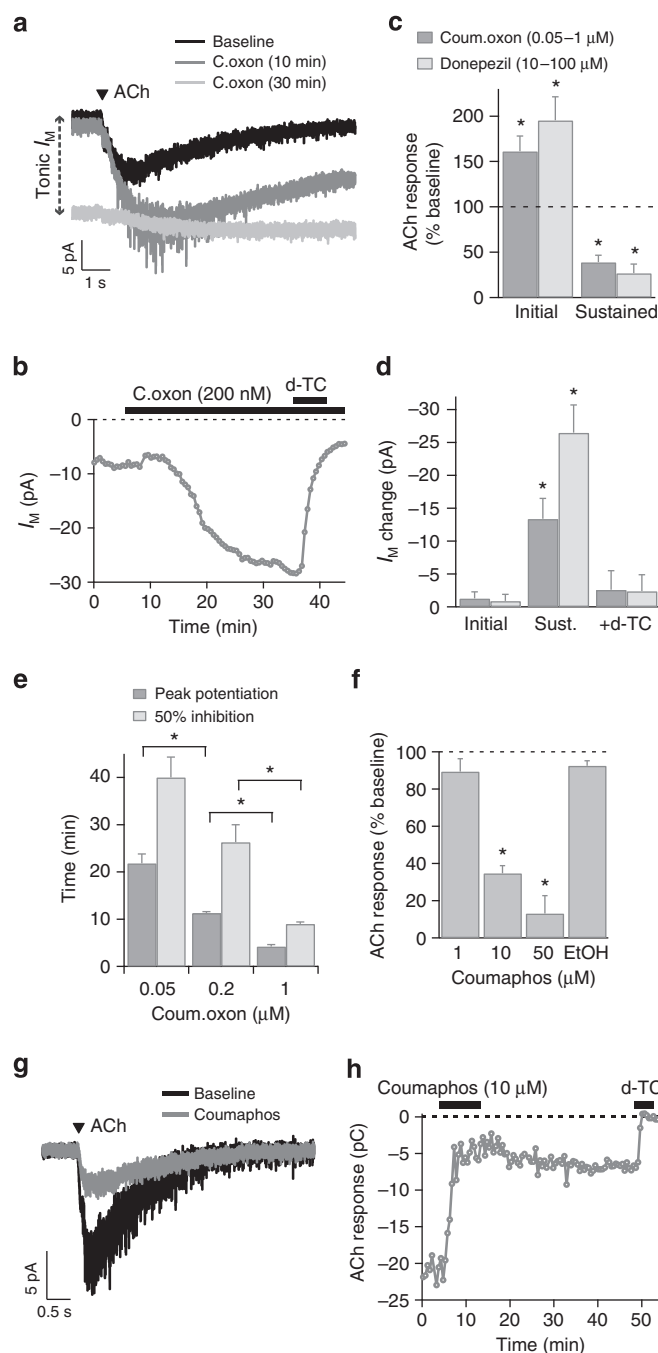 a
Baseline
C.oxon (10 min)
C.oxon (30 min)
ACh
Tonic IM
5 pA
1 s
c
Coum.oxon (0.05–1 μM)
Donepezil (10–100 μM)
ACh response
(% baseline)
200
150
100
50
0
* * * *
Initial Sustained
b
C.oxon (200 nM)
d-TC
IM (pA)
0
–10
–20
–30
0 10 20 30 40
Time (min)
d
IM change (pA)
–30
–25
–20
–15
–10
–5
0
* *
Initial Sust. +d-TC
e
Peak potentiation
50% inhibition
Time (min)
40
30
20
10
0
* * *
0.05 0.2 1
Coum.oxon (μM)
f
ACh response (% baseline)
100
80
60
40
20
0
* *
1 10 50 EtOH
Coumaphos (μM)
g
Baseline
Coumaphos
ACh
5 pA
0.5 s
h
Coumaphos (10 μM)
d-TC
ACh response (pC)
0
–5
–10
–15
–20
–25
0 10 20 30 40 50
Time (min)